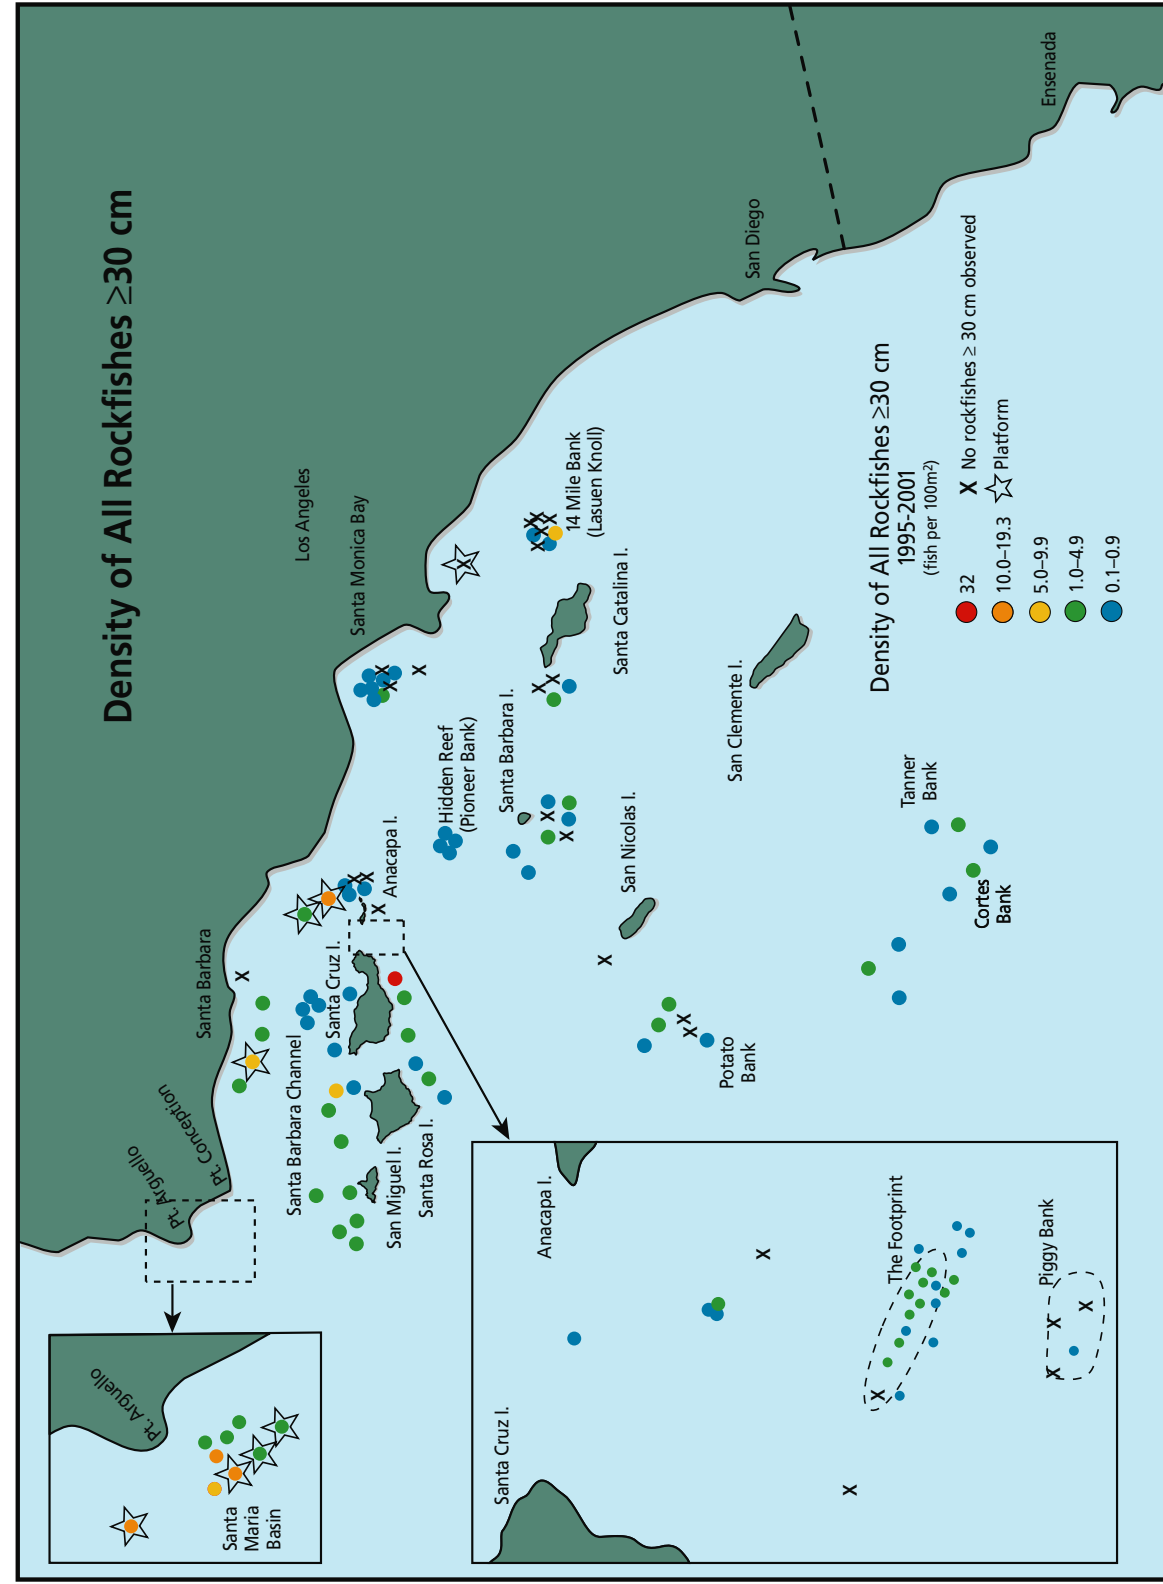 Density of All Rockfishes ≥30 cm
Los Angeles
Santa Monica Bay
San Diego
Ensenada
Santa Barbara
Pt. Conception
Pt. Arguello
Santa Barbara Channel
Santa Cruz I.
Anacapa I.
Hidden Reef
(Pioneer Bank)
Santa Barbara I.
14 Mile Bank
(Lasuen Knoll)
Santa Catalina I.
San Miguel I.
Santa Rosa I.
San Nicolas I.
San Clemente I.
Potato
Bank
Tanner
Bank
Cortes
Bank
Density of All Rockfishes ≥30 cm
1995-2001
(fish per 100m²)
32
10.0–19.3
5.0–9.9
1.0–4.9
0.1–0.9
X No rockfishes ≥ 30 cm observed
Platform
Pt. Arguello
Santa
Maria
Basin
Santa Cruz I.
Anacapa I.
The Footprint
Piggy Bank